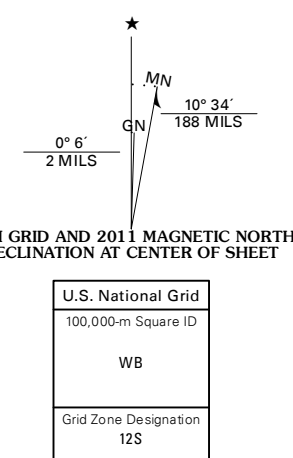 MN
10° 34´
188 MILS
GN
0° 6´
2 MILS
GRID AND 2011 MAGNETIC NORTH
AT CENTER OF SHEET
U.S. National Grid
100,000-m Square ID
WB
Grid Zone Designation
12S